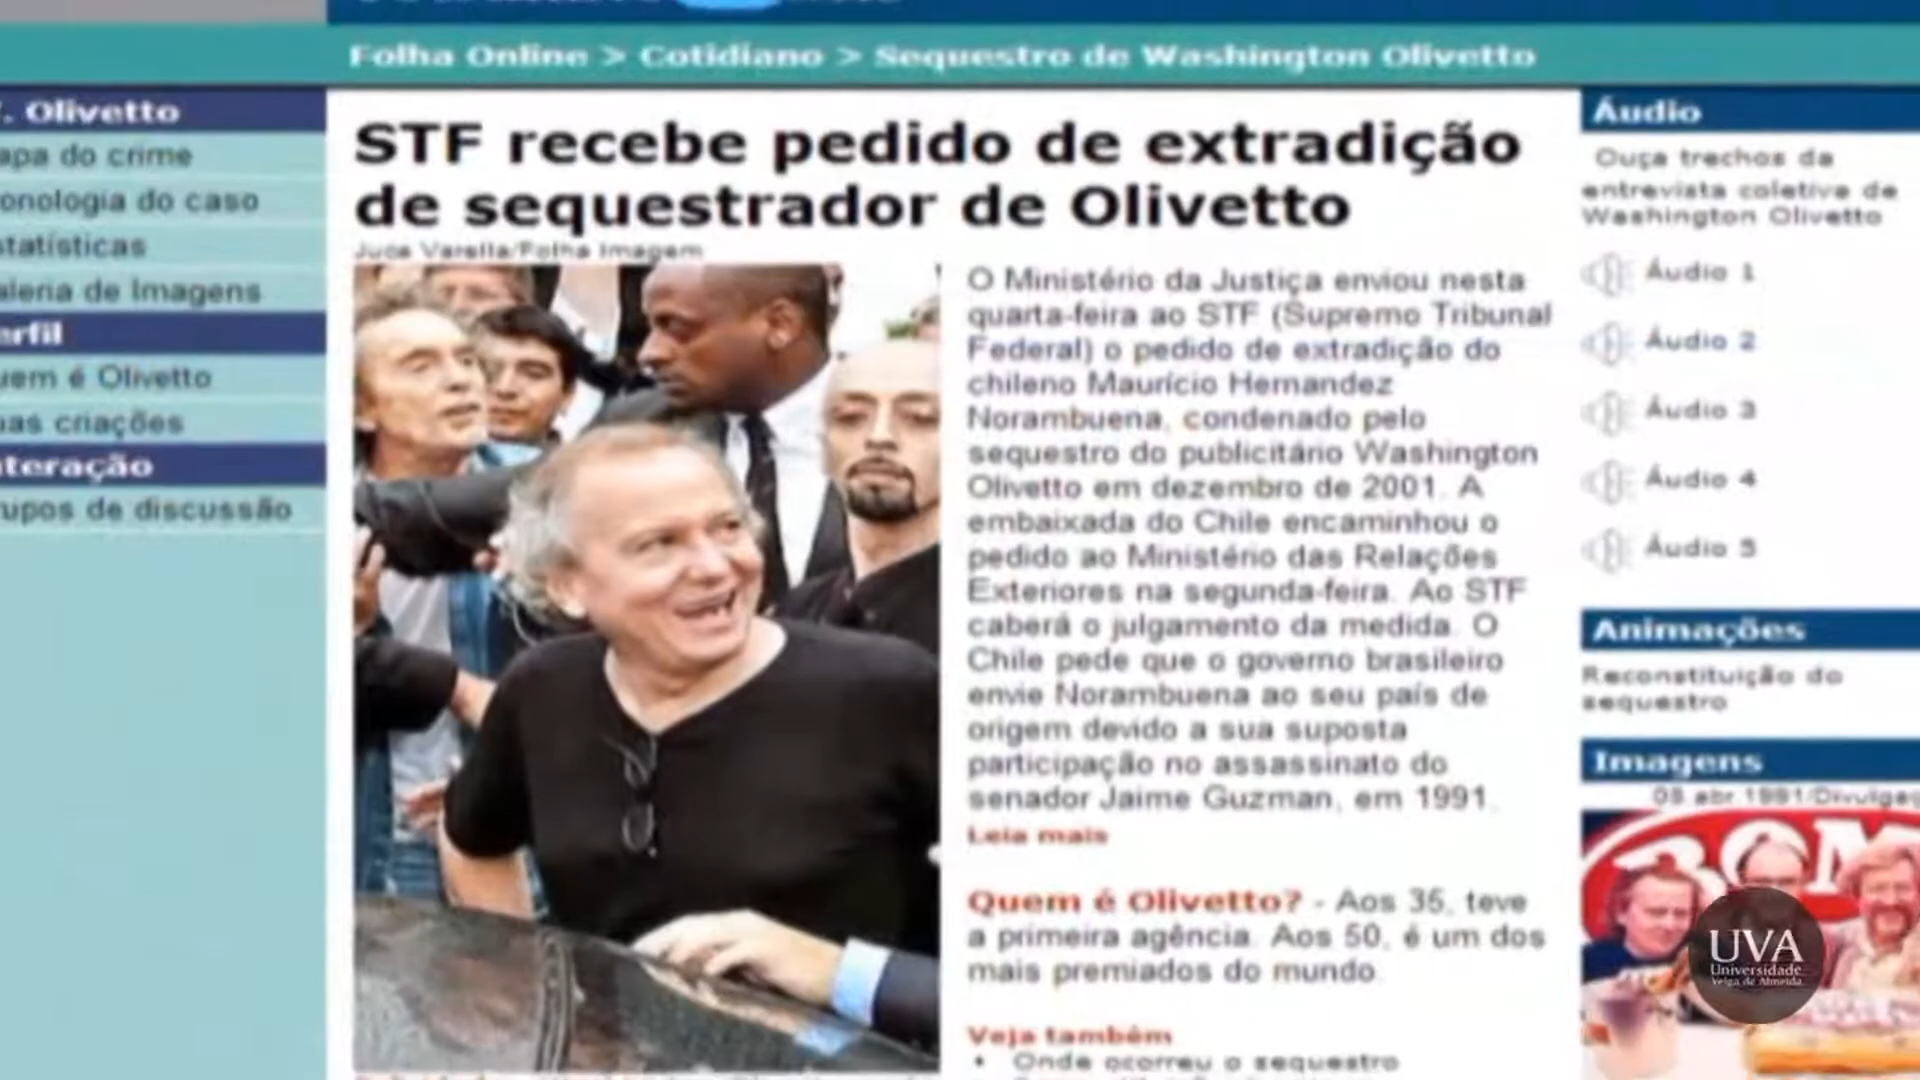 Folha Online > Cotidiano > Sequestro de Washington Olivetto
. Olivetto
apa do crime
onologia do caso
statísticas
aleria de Imagens
erfil
uem é Olivetto
uas criações
nteração
rupos de discussão
STF recebe pedido de extradição
de sequestrador de Olivetto
Juca Varella/Folha Imagem
O Ministério da Justiça enviou nesta
quarta-feira ao STF (Supremo Tribunal
Federal) o pedido de extradição do
chileno Maurício Hernandez
Norambuena, condenado pelo
sequestro do publicitário Washington
Olivetto em dezembro de 2001. A
embaixada do Chile encaminhou o
pedido ao Ministério das Relações
Exteriores na segunda-feira. Ao STF
caberá o julgamento da medida. O
Chile pede que o governo brasileiro
envie Norambuena ao seu país de
origem devido a sua suposta
participação no assassinato do
senador Jaime Guzman, em 1991.
Leia mais
Quem é Olivetto? - Aos 35, teve
a primeira agência. Aos 50, é um dos
mais premiados do mundo.
Veja também
• Onde ocorreu o sequestro
Áudio
Ouça trechos da
entrevista coletiva de
Washington Olivetto
Áudio 1
Áudio 2
Áudio 3
Áudio 4
Áudio 5
Animações
Reconstituição do
sequestro
Imagens
08.abr.1991/Divulgaç
BOM
UVA
Universidade
Veiga de Almeida